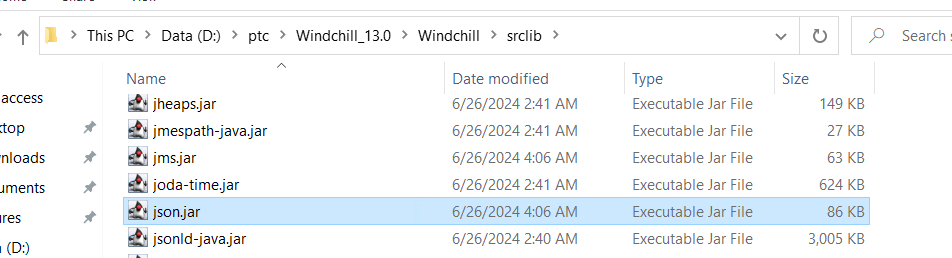 This PC > Data (D:) > ptc > Windchill_13.0 > Windchill > srclib >
Search s
Name Date modified Type Size
access
jheaps.jar 6/26/2024 2:41 AM Executable Jar File 149 KB
ktop
jmespath-java.jar 6/26/2024 2:41 AM Executable Jar File 27 KB
wnloads
jms.jar 6/26/2024 4:06 AM Executable Jar File 63 KB
uments
joda-time.jar 6/26/2024 2:41 AM Executable Jar File 624 KB
ures
json.jar 6/26/2024 4:06 AM Executable Jar File 86 KB
(D:)
jsonld-java.jar 6/26/2024 2:40 AM Executable Jar File 3,005 KB